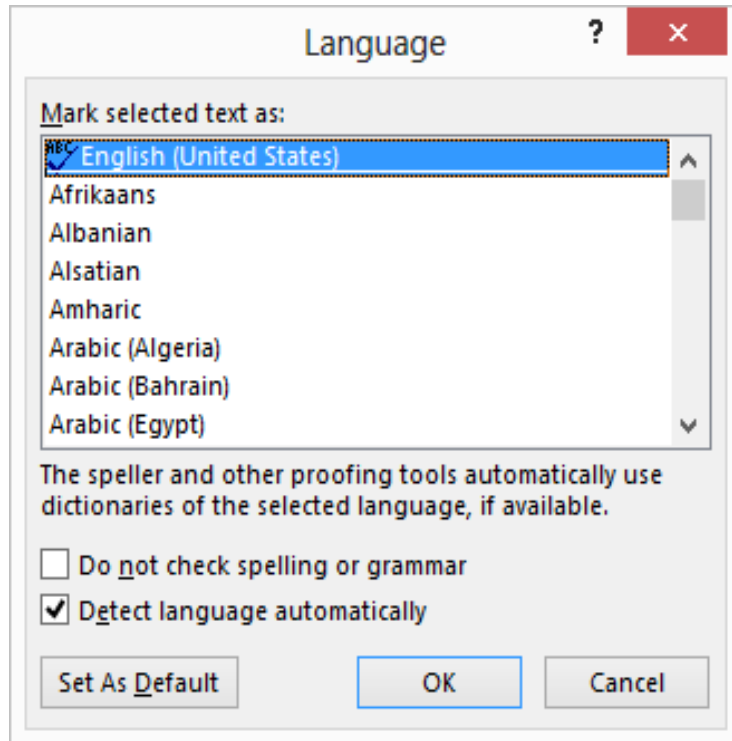 Language
?
Mark selected text as:
ABC English (United States)
Afrikaans
Albanian
Alsatian
Amharic
Arabic (Algeria)
Arabic (Bahrain)
Arabic (Egypt)
The speller and other proofing tools automatically use
dictionaries of the selected language, if available.
Do not check spelling or grammar
Detect language automatically
Set As Default OK Cancel